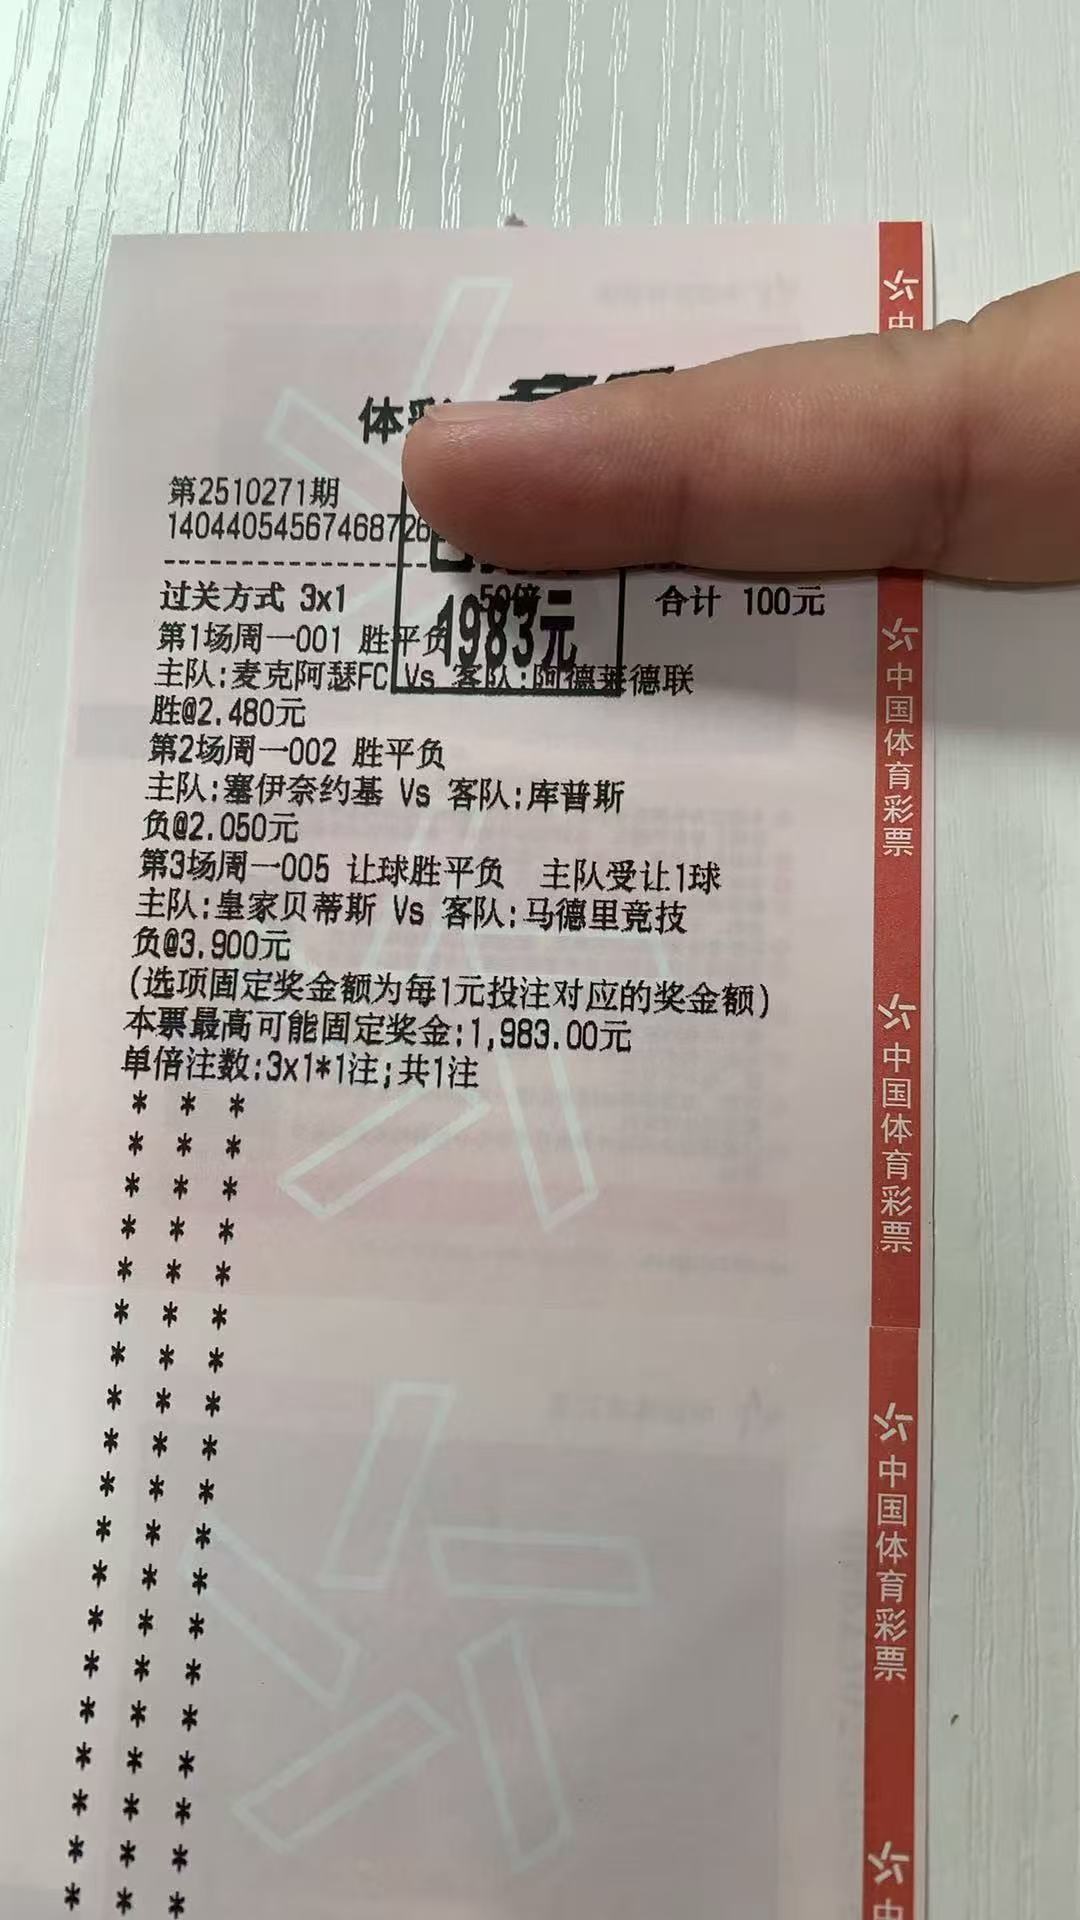 体彩
第2510271期
14044054567468726
过关方式 3x1 50倍 合计 100元
1983元
第1场周一001 胜平负
主队:麦克阿瑟FC Vs 客队:阿德莱德联
胜@2.480元
第2场周一002 胜平负
主队:塞伊奈约基 Vs 客队:库普斯
负@2.050元
第3场周一005 让球胜平负 主队受让1球
主队:皇家贝蒂斯 Vs 客队:马德里竞技
负@3.900元
(选项固定奖金额为每1元投注对应的奖金额)
本票最高可能固定奖金:1,983.00元
单倍注数:3x1*1注;共1注
中
中国体育彩票
中国体育彩票
中国体育彩票
中